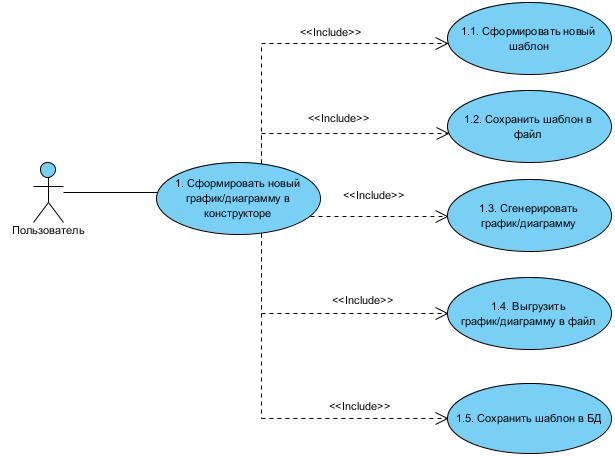 <<Include>>
1.1. Сформировать новый
шаблон
<<Include>>
1.2. Сохранить шаблон в
файл
Пользователь
1. Сформировать новый
график/диаграмму в
конструкторе
<<Include>>
1.3. Сгенерировать
график/диаграмму
<<Include>>
1.4. Выгрузить
график/диаграмму в файл
<<Include>>
1.5. Сохранить шаблон в БД